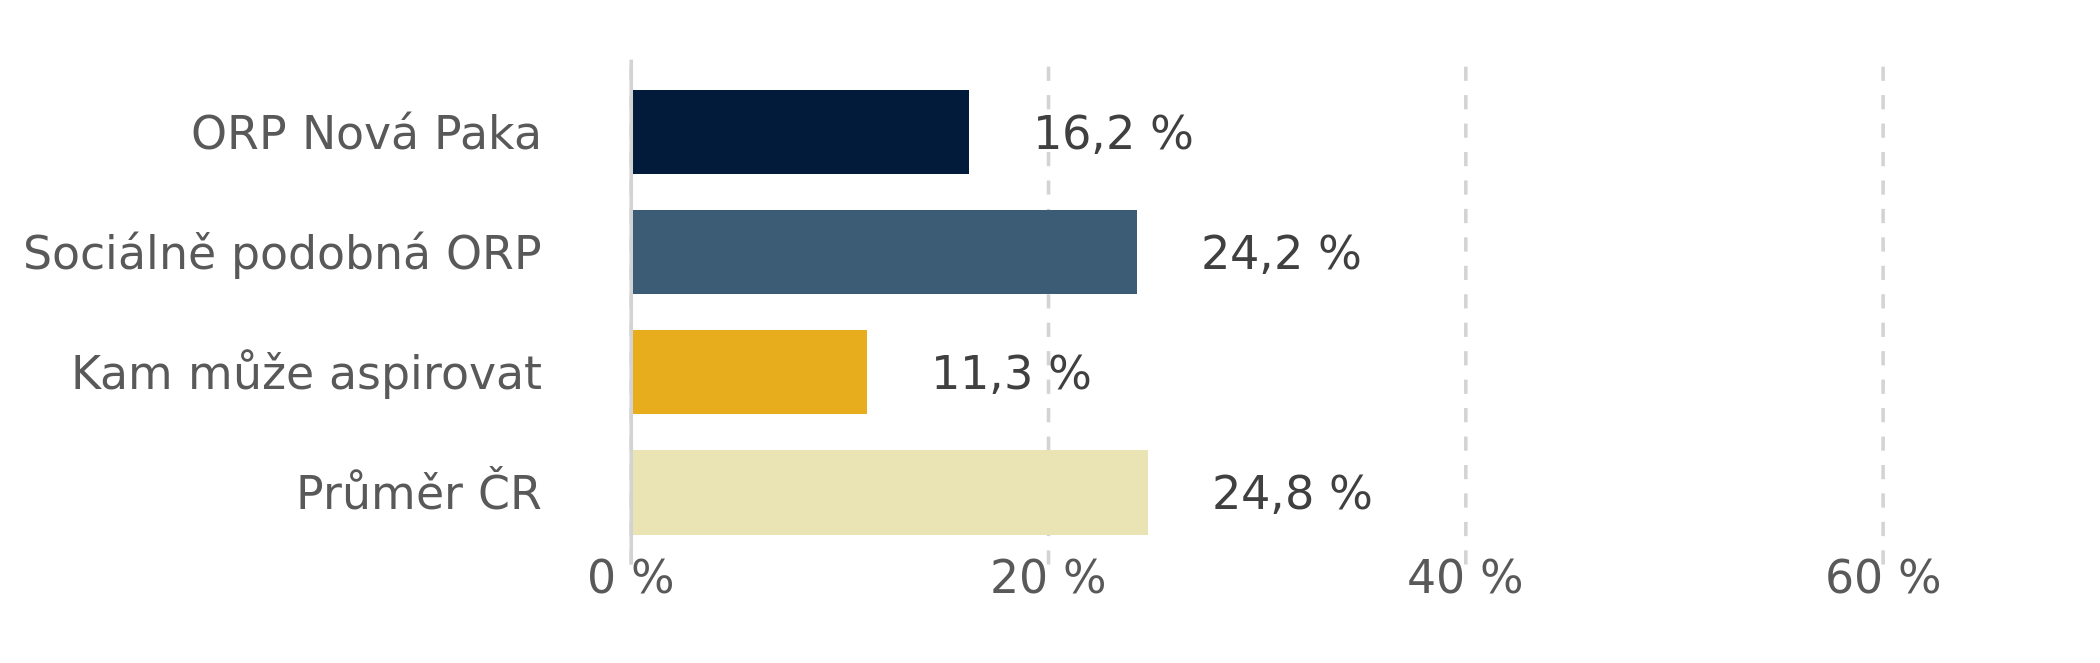 ORP Nová Paka 16,2 %
Sociálně podobná ORP 24,2 %
Kam může aspirovat 11,3 %
Průměr ČR 24,8 %
0 % 20 % 40 % 60 %